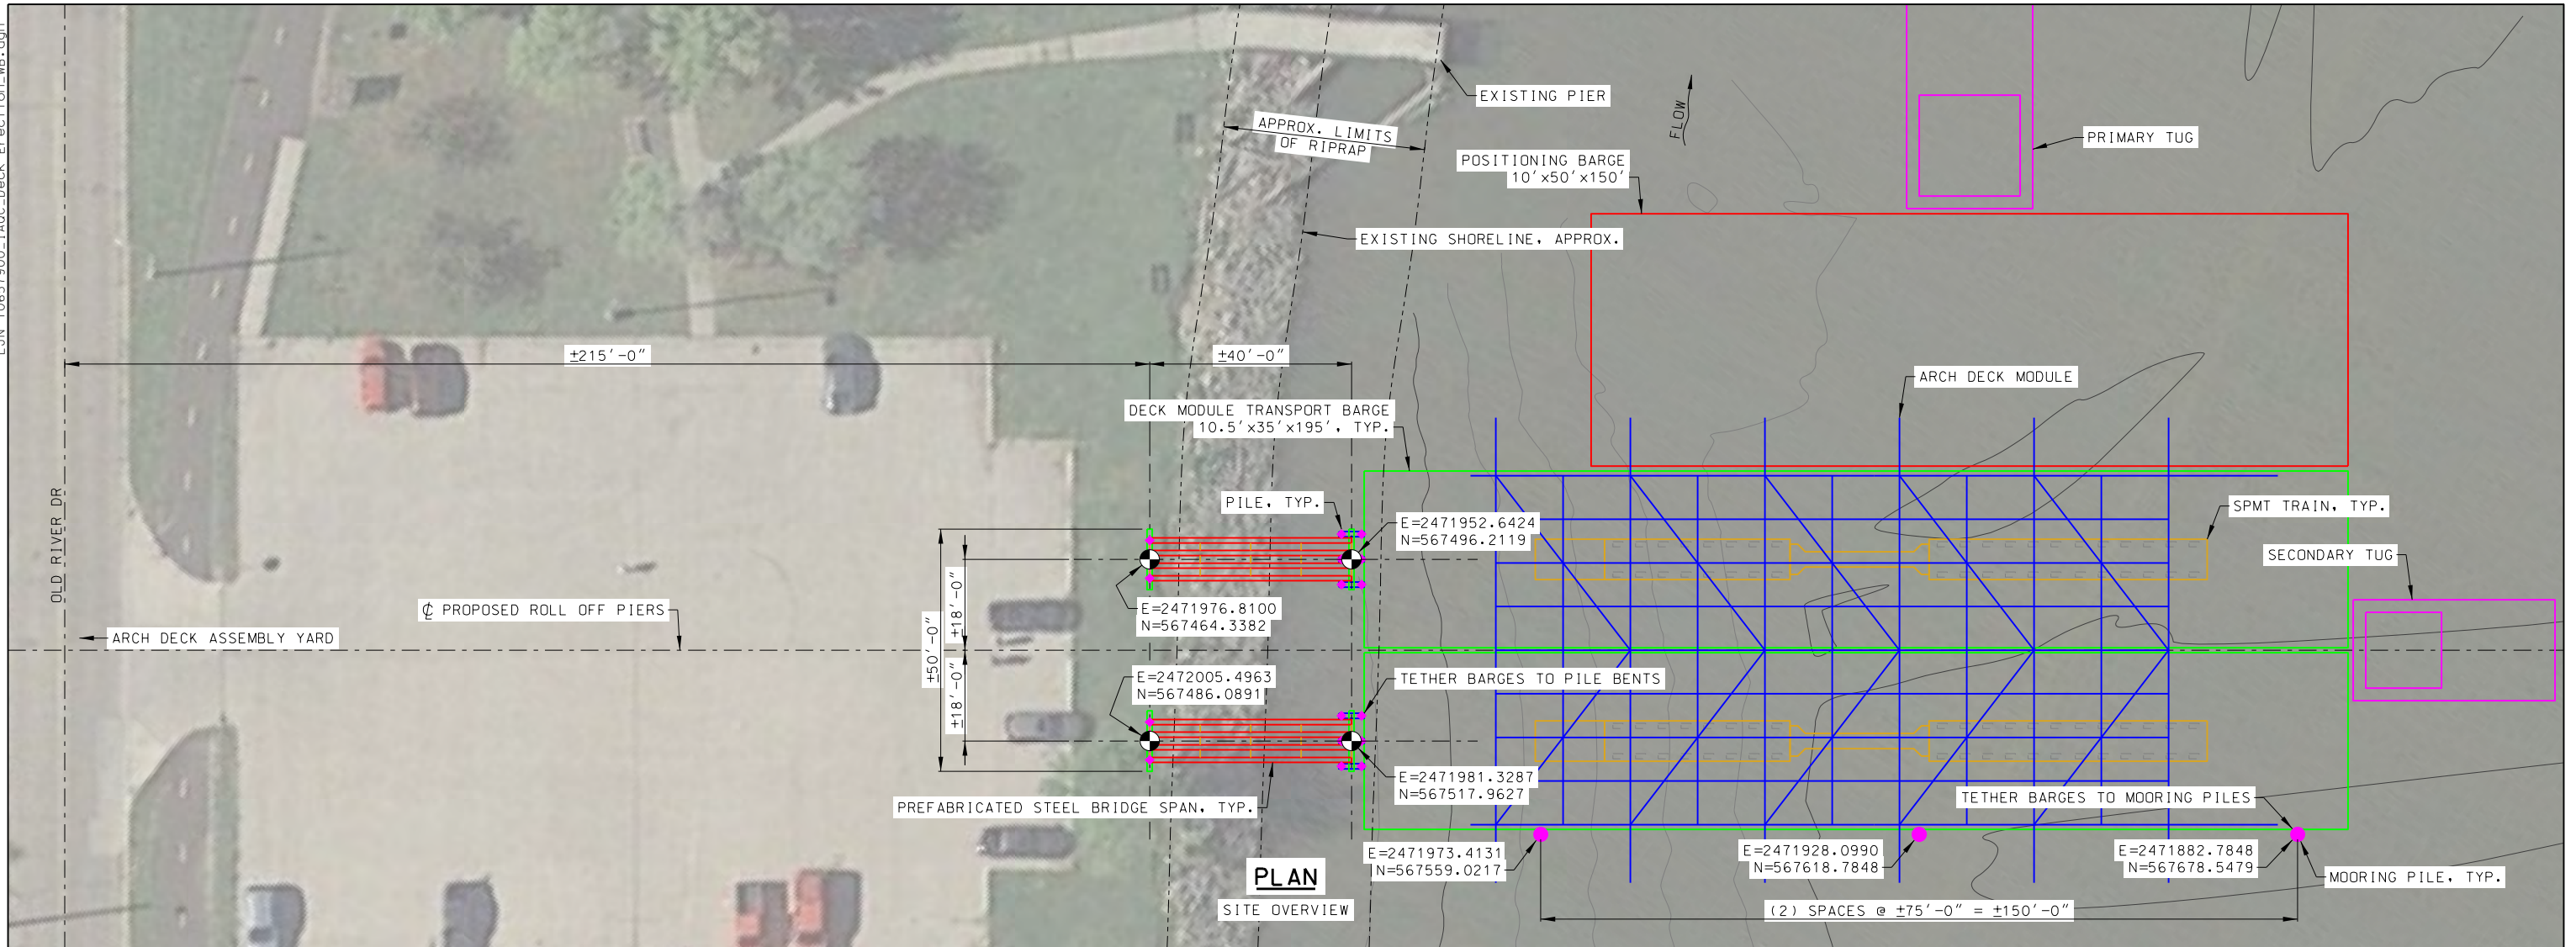 EXISTING PIER
FLOW
APPROX. LIMITS
OF RIPRAP
PRIMARY TUG
POSITIONING BARGE
10'x50'x150'
EXISTING SHORELINE, APPROX.
±215'-0"
±40'-0"
ARCH DECK MODULE
DECK MODULE TRANSPORT BARGE
10.5'x35'x195', TYP.
PILE, TYP.
E=2471952.6424
N=567496.2119
SPMT TRAIN, TYP.
SECONDARY TUG
OLD RIVER DR
℄ PROPOSED ROLL OFF PIERS
ARCH DECK ASSEMBLY YARD
±50'-0"
±18'-0"
±18'-0"
E=2471976.8100
N=567464.3382
E=2472005.4963
N=567486.0891
TETHER BARGES TO PILE BENTS
E=2471981.3287
N=567517.9627
PREFABRICATED STEEL BRIDGE SPAN, TYP.
TETHER BARGES TO MOORING PILES
E=2471973.4131
N=567559.0217
E=2471928.0990
N=567618.7848
E=2471882.7848
N=567678.5479
MOORING PILE, TYP.
(2) SPACES @ ±75'-0" = ±150'-0"
PLAN
SITE OVERVIEW